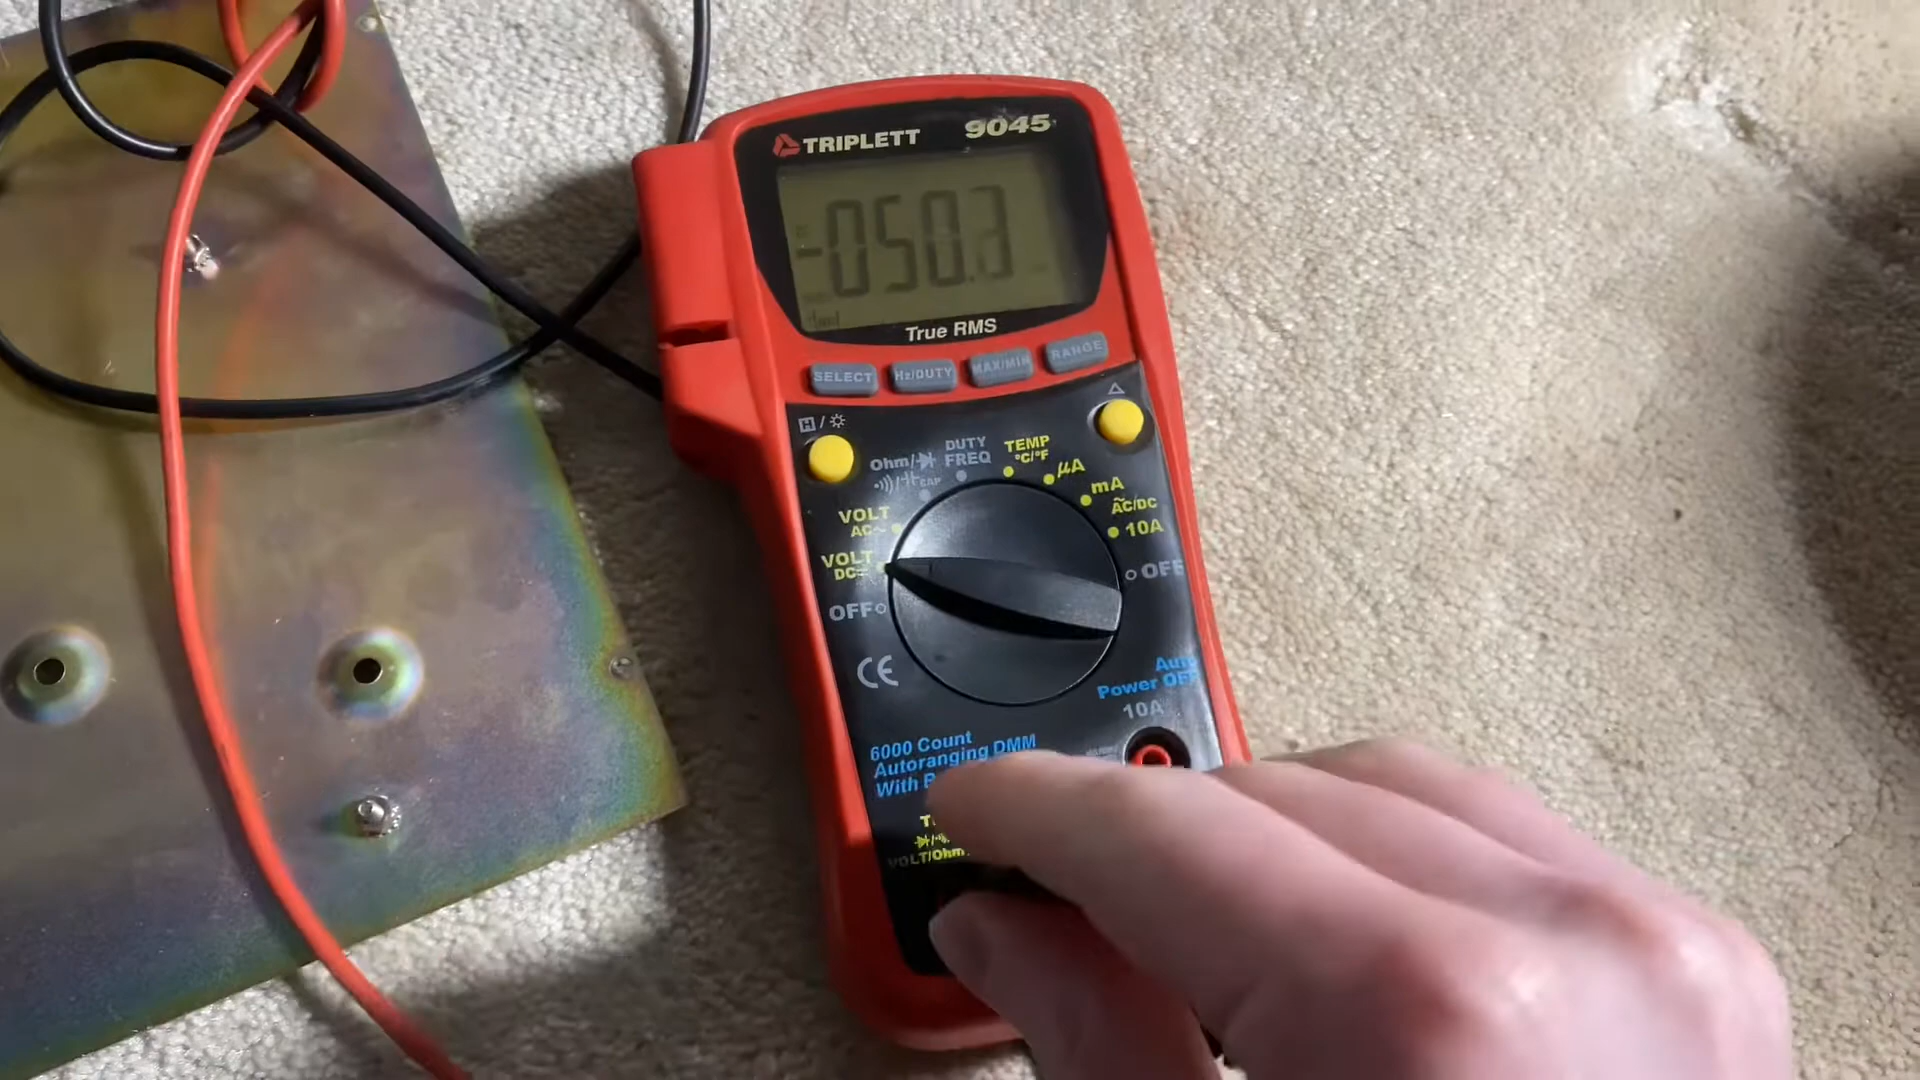 TRIPLETT 9045
-050.3
True RMS
SELECT Hz/DUTY MAX/MIN RANGE
H / 
Δ
DUTY
FREQ
TEMP
°C/°F
Ohm/
CAP
µA
mA
AC/DC
10A
VOLT
AC~
VOLT
DC
OFF
OFF
CE
Auto
Power OFF
10A
6000 Count
Autoranging DMM
With
VOLT/Ohm